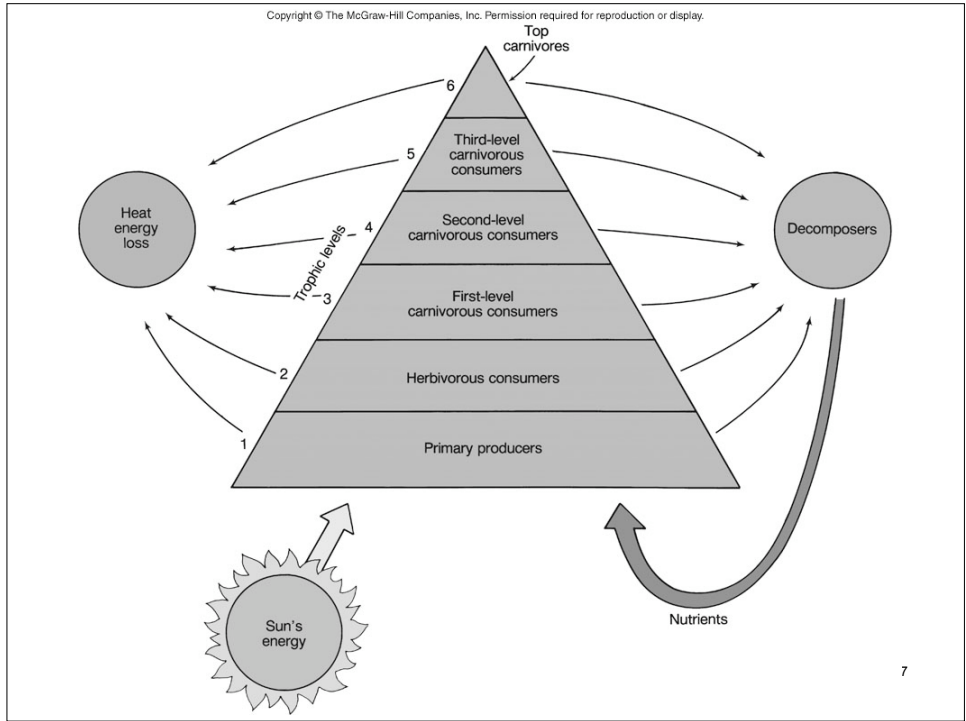 Copyright © The McGraw-Hill Companies, Inc. Permission required for reproduction or display.
Top
carnivores
6
Third-level
carnivorous
consumers
5
Heat
energy
loss
Second-level
carnivorous consumers
4
Decomposers
Trophic levels
3
First-level
carnivorous consumers
2
Herbivorous consumers
1
Primary producers
Sun's
energy
Nutrients
7